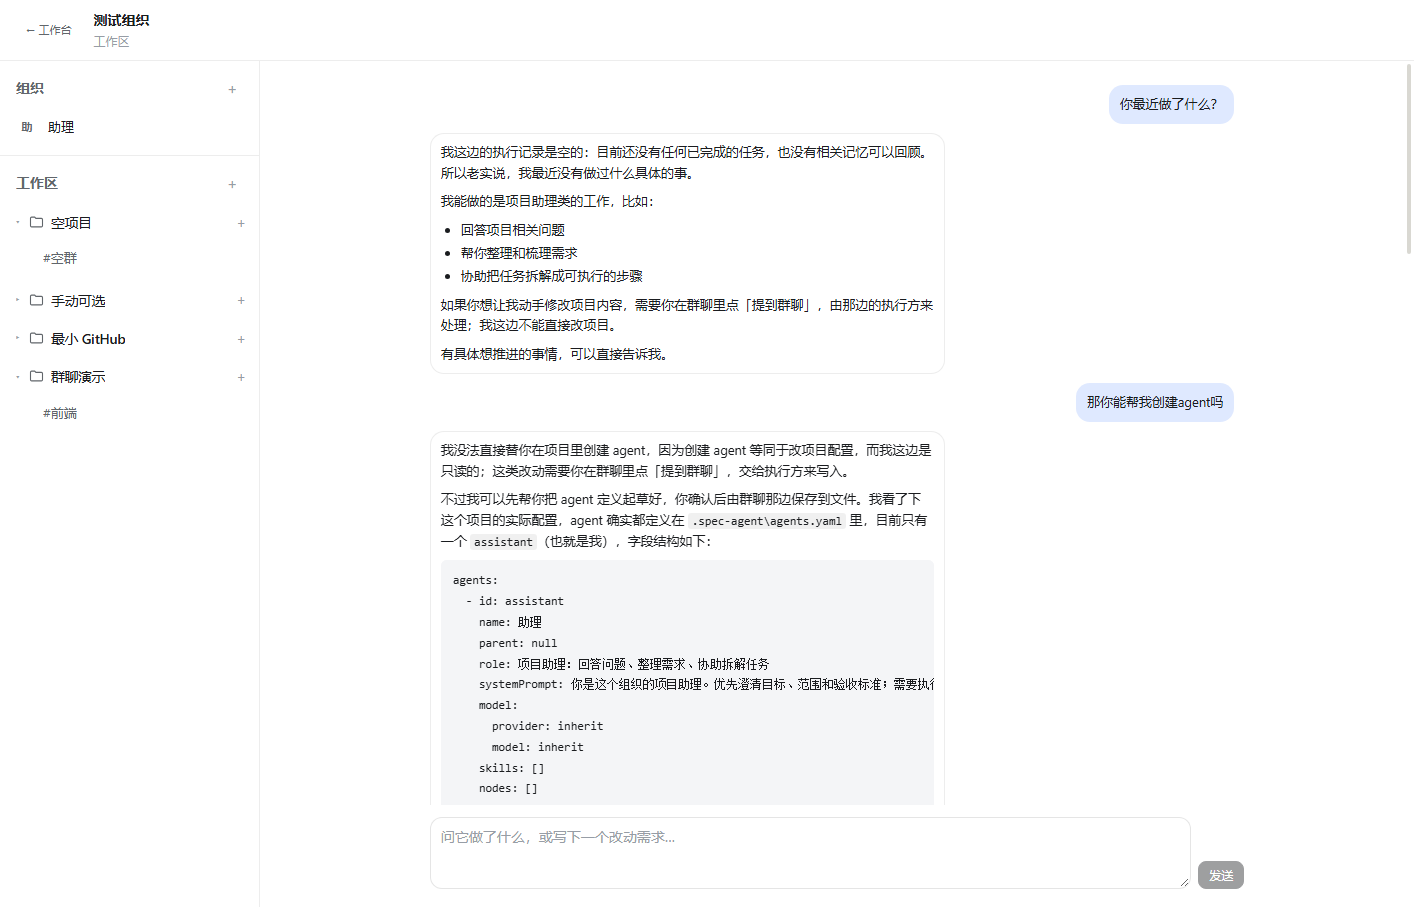 ← 工作台
测试组织
工作区
组织
+
助 助理
工作区
+
空项目
+
#空群
手动可选
+
最小 GitHub
+
群聊演示
+
#前端
你最近做了什么？
我这边的执行记录是空的：目前还没有任何已完成的任务，也没有相关记忆可以回顾。
所以老实说，我最近没有做过什么具体的事。
我能做的是项目助理类的工作，比如：
• 回答项目相关问题
• 帮你整理和梳理需求
• 协助把任务拆解成可执行的步骤
如果你想让我动手修改项目内容，需要你在群聊里点「提到群聊」，由那边的执行方来
处理；我这边不能直接改项目。
有具体想推进的事情，可以直接告诉我。
那你能帮我创建agent吗
我没法直接替你在项目里创建 agent，因为创建 agent 等同于改项目配置，而我这边是
只读的；这类改动需要你在群聊里点「提到群聊」，交给执行方来写入。
不过我可以先帮你把 agent 定义起草好，你确认后由群聊那边保存到文件。我看了下
这个项目的实际配置，agent 确实都定义在 .spec-agent\agents.yaml 里，目前只有
一个 assistant（也就是我），字段结构如下：
agents:
- id: assistant
name: 助理
parent: null
role: 项目助理：回答问题、整理需求、协助拆解任务
systemPrompt: 你是这个组织的项目助理。优先澄清目标、范围和验收标准；需要执行
model:
provider: inherit
model: inherit
skills: []
nodes: []
问它做了什么，或写下一个改动需求...
发送